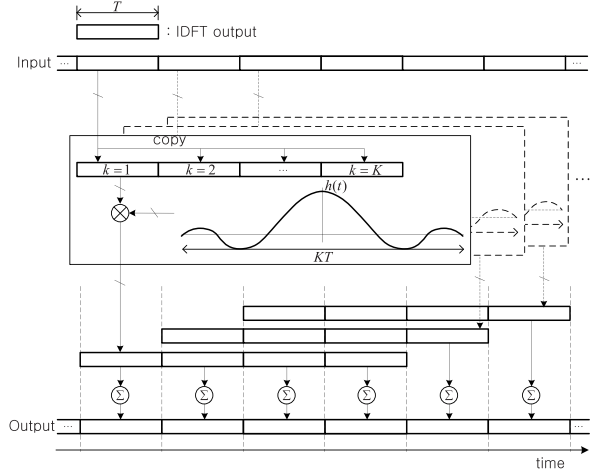 T
: IDFT output
Input ... ...
copy
k = 1 k = 2 ... k = K
h(t)
...
KT
Σ Σ Σ Σ Σ Σ
Output ... ...
time